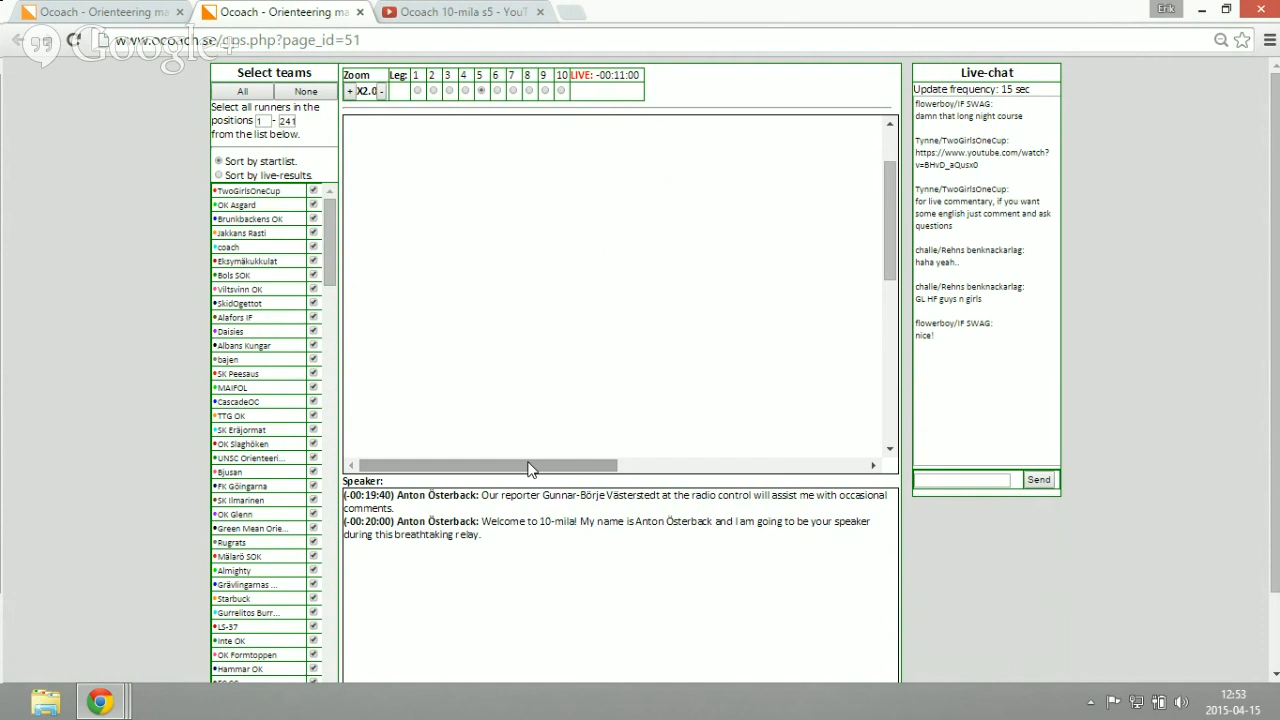 Ocoach - Orienteering ma ×
Ocoach - Orienteering ma ×
Ocoach 10-mila s5 - YouT ×
Erik
www.ocoach.se/gps.php?page_id=51
Google+
Select teams
All None
Select all runners in the
positions 1 - 241
from the list below.
Sort by startlist.
Sort by live-results.
TwoGirlsOneCup
OK Asgard
Brunkbackens OK
Jakkans Rasti
coach
Eksymäkukkulat
Bols SOK
Viltsvinn OK
SkidOgettot
Alafors IF
Daisies
Albans Kungar
bajen
SK Peesaus
MAIFOL
CascadeOC
TTG OK
SK Eräjormat
OK Slaghöken
UNSC Orienteeri...
Bjusan
FK Göingarna
SK Ilmarinen
OK Glenn
Green Mean Orie...
Rugrats
Mälarö SOK
Almighty
Grävlingarnas ...
Starbuck
Gurrelitos Burr...
LS-37
Inte OK
OK Formtoppen
Hammar OK
Zoom Leg: 1 2 3 4 5 6 7 8 9 10 LIVE: -00:11:00
+ X2.0 -
Speaker:
(-00:19:40) Anton Österback: Our reporter Gunnar-Börje Västerstedt at the radio control will assist me with occasional
comments.
(-00:20:00) Anton Österback: Welcome to 10-mila! My name is Anton Österback and I am going to be your speaker
during this breathtaking relay.
Live-chat
Update frequency: 15 sec
flowerboy/IF SWAG:
damn that long night course
Tynne/TwoGirlsOneCup:
https://www.youtube.com/watch?
v=BHvD_aQusx0
Tynne/TwoGirlsOneCup:
for live commentary, if you want
some english just comment and ask
questions
challe/Rehns benknackarlag:
haha yeah..
challe/Rehns benknackarlag:
GL HF guys n girls
flowerboy/IF SWAG:
nice!
Send
12:53
2015-04-15